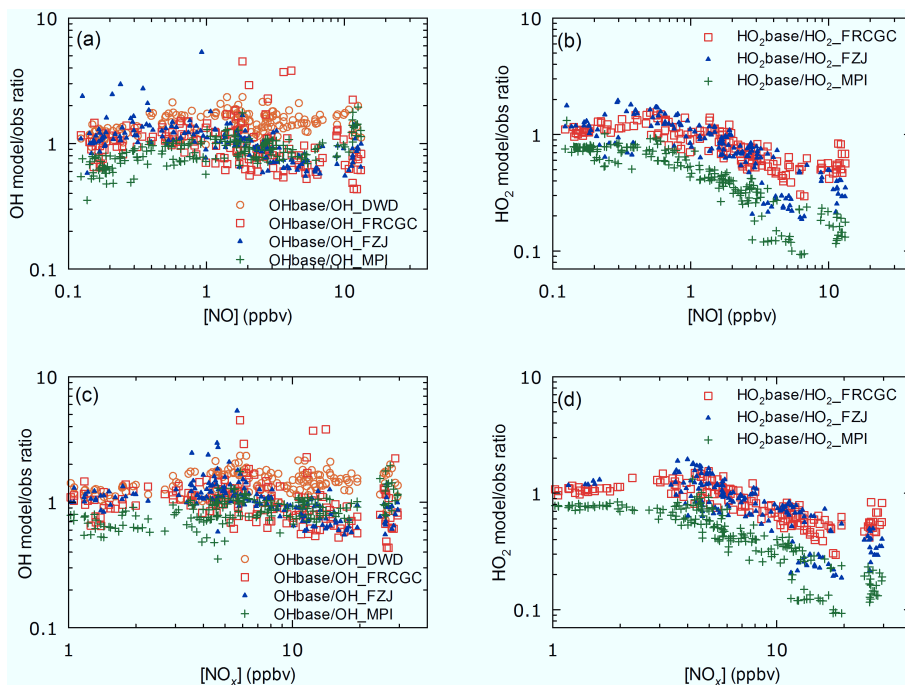 (a)
OH model/obs ratio
10
1
0.1
0.1
1
10
[NO] (ppbv)
OHbase/OH_DWD
OHbase/OH_FRCGC
OHbase/OH_FZJ
OHbase/OH_MPI
(b)
HO₂ model/obs ratio
10
1
0.1
0.1
1
10
[NO] (ppbv)
HO₂base/HO₂_FRCGC
HO₂base/HO₂_FZJ
HO₂base/HO₂_MPI
(c)
OH model/obs ratio
10
1
0.1
1
10
[NOₓ] (ppbv)
OHbase/OH_DWD
OHbase/OH_FRCGC
OHbase/OH_FZJ
OHbase/OH_MPI
(d)
HO₂ model/obs ratio
10
1
0.1
1
10
[NOₓ] (ppbv)
HO₂base/HO₂_FRCGC
HO₂base/HO₂_FZJ
HO₂base/HO₂_MPI